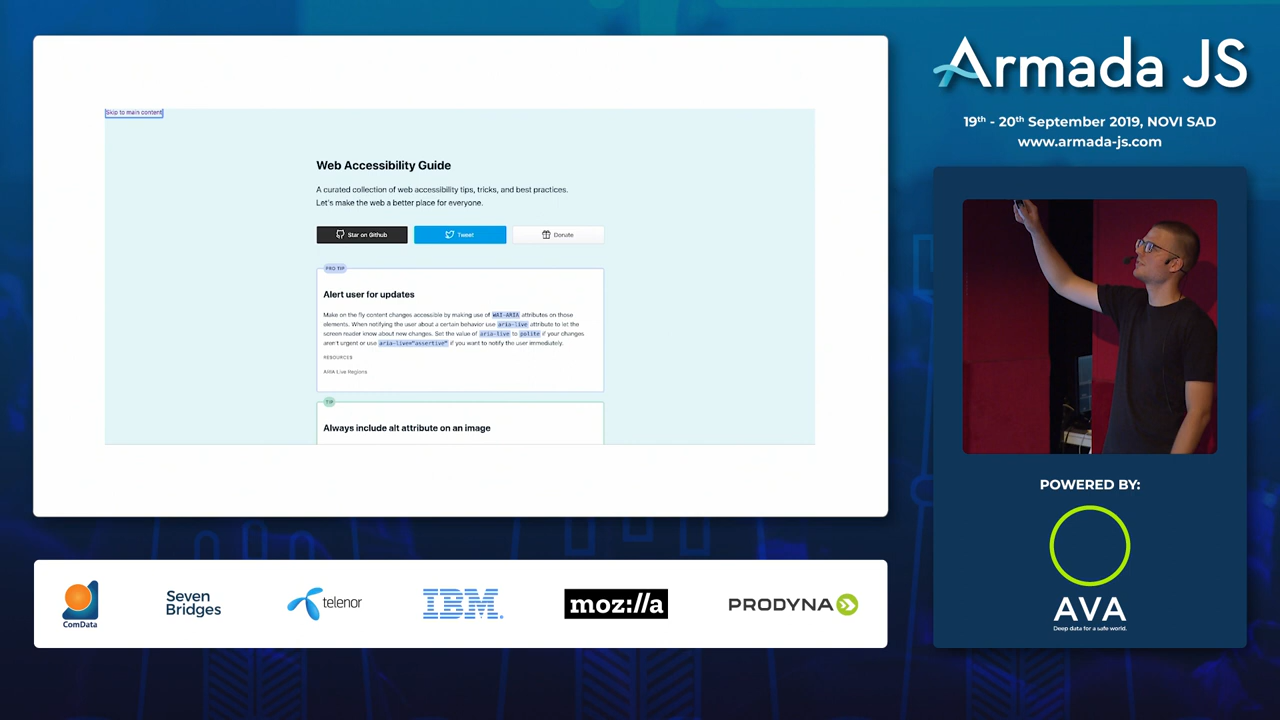 Skip to main content
Web Accessibility Guide
A curated collection of web accessibility tips, tricks, and best practices.
Let's make the web a better place for everyone.
Star on Github
Tweet
Donate
PRO TIP
Alert user for updates
Make on the fly content changes accessible by making use of WAI-ARIA attributes on those
elements. When notifying the user about a certain behavior use aria-live attribute to let the
screen reader know about new changes. Set the value of aria-live to polite if your changes
aren't urgent or use aria-live="assertive" if you want to notify the user immediately.
RESOURCES
ARIA Live Regions
TIP
Always include alt attribute on an image
Armada JS
19th - 20th September 2019, NOVI SAD
www.armada-js.com
POWERED BY:
AVA
Deep data for a safe world.
ComData
Seven
Bridges
telenor
IBM
moz://a
PRODYNA